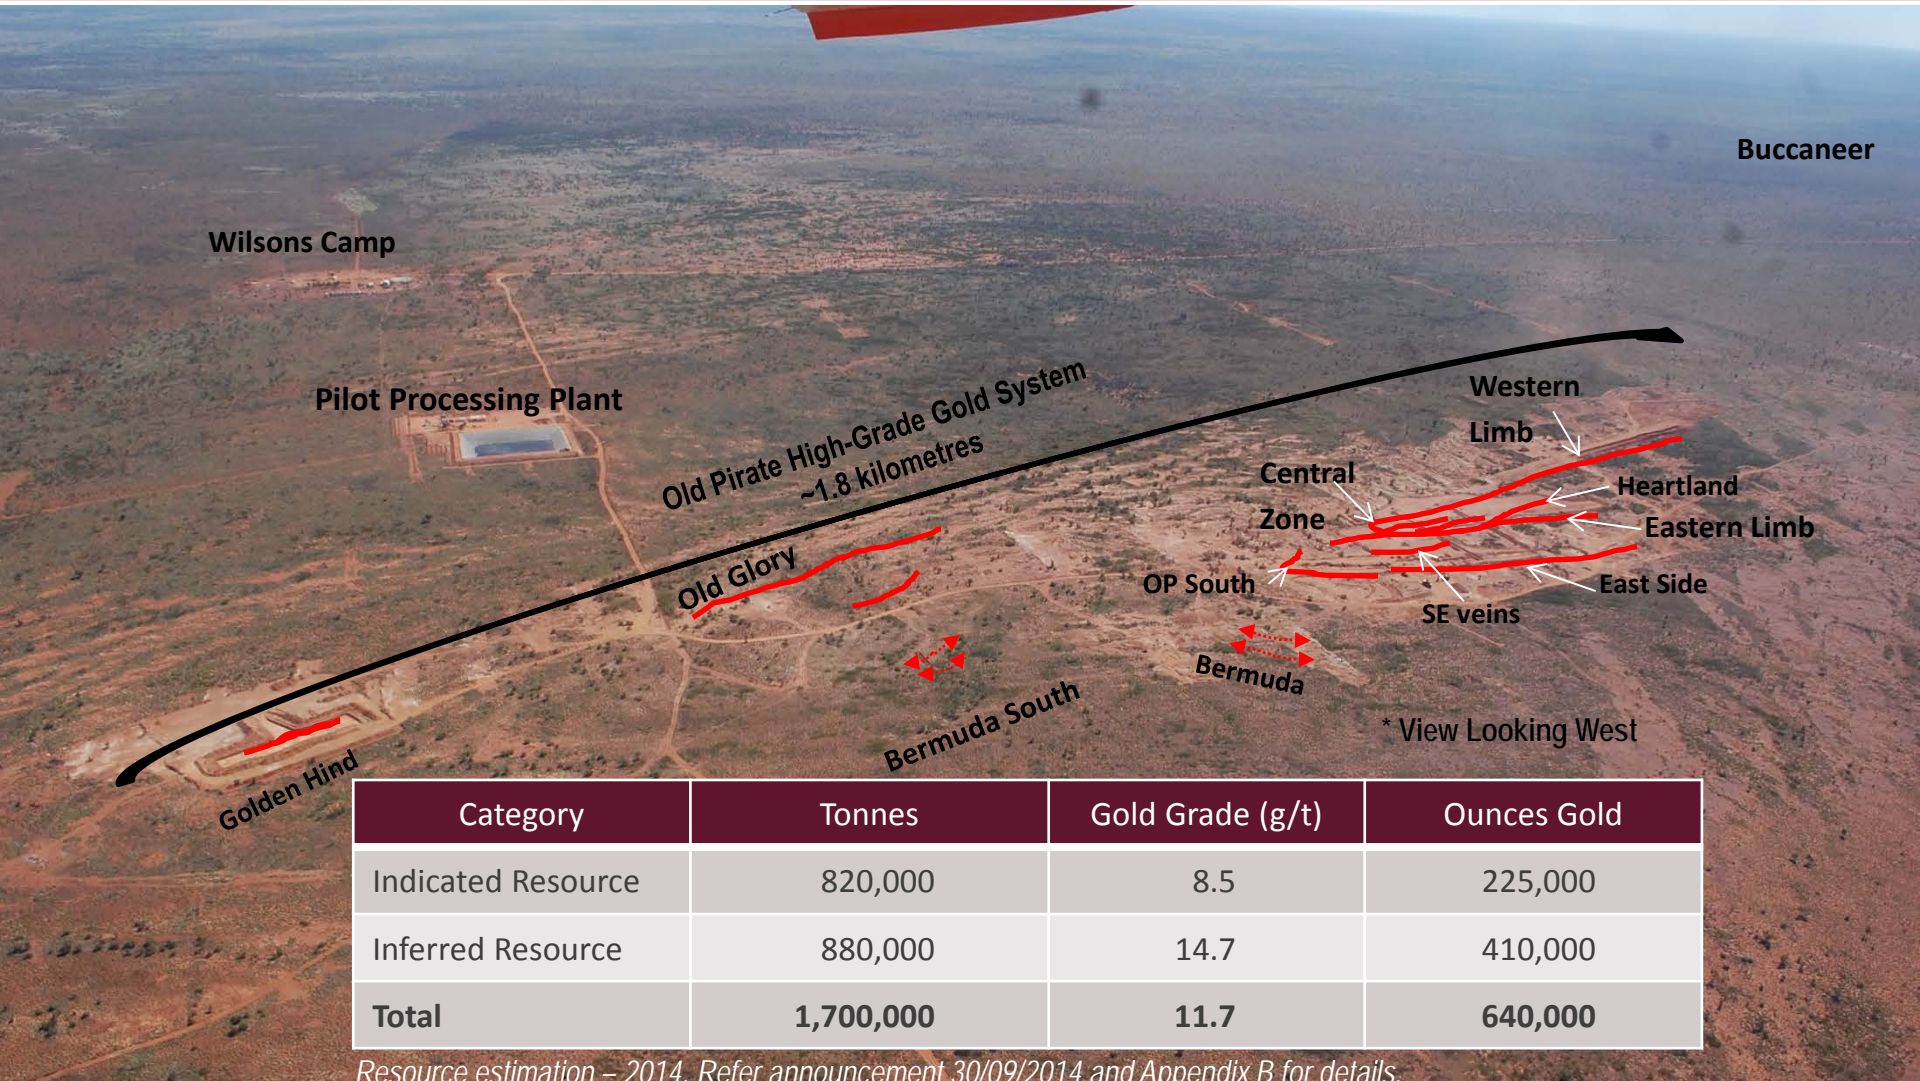 Buccaneer
Wilsons Camp
Pilot Processing Plant
Old Pirate High-Grade Gold System
~1.8 kilometres
Western
Limb
Central
Zone
Heartland
Eastern Limb
OP South
East Side
SE veins
Old Glory
Bermuda
Bermuda South
* View Looking West
Golden Hind
Category Tonnes Gold Grade (g/t) Ounces Gold
Indicated Resource 820,000 8.5 225,000
Inferred Resource 880,000 14.7 410,000
Total 1,700,000 11.7 640,000
Resource estimation – 2014. Refer announcement 30/09/2014 and Appendix B for details.